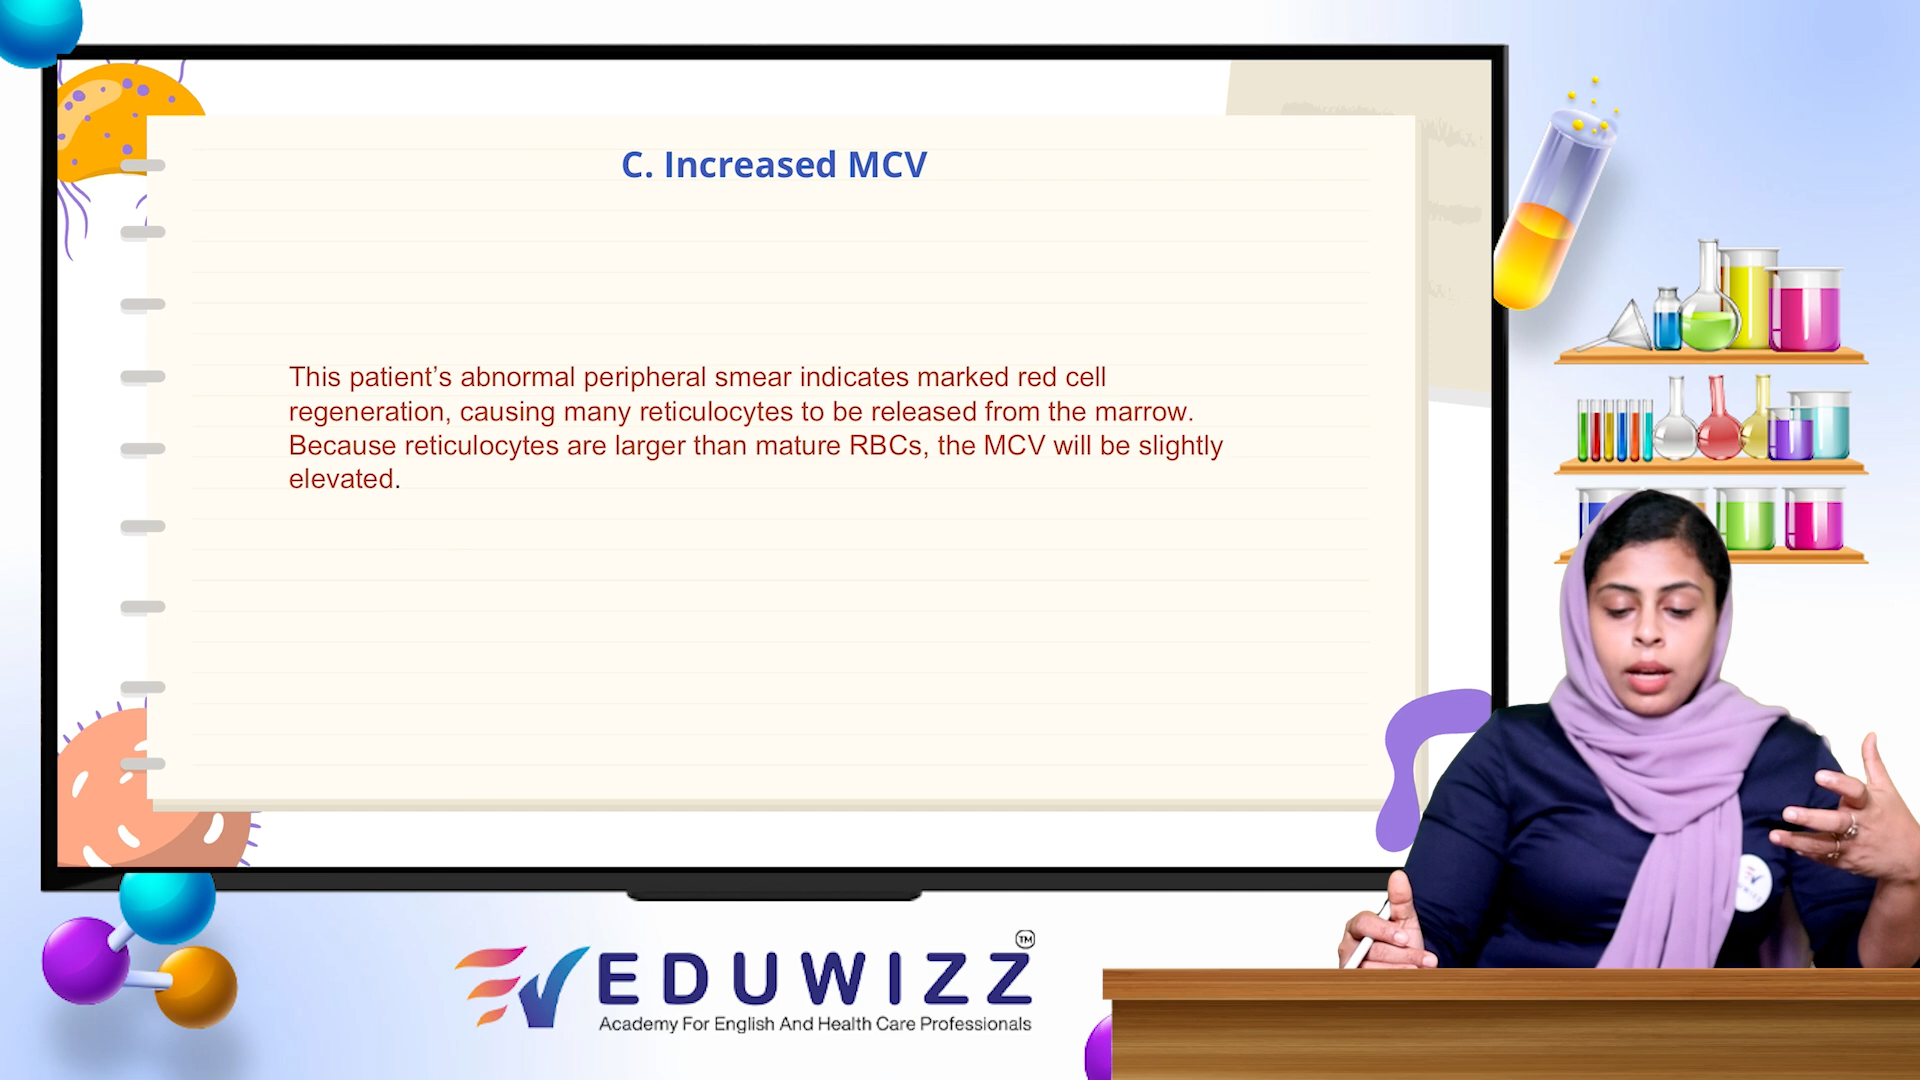 C. Increased MCV
This patient’s abnormal peripheral smear indicates marked red cell
regeneration, causing many reticulocytes to be released from the marrow.
Because reticulocytes are larger than mature RBCs, the MCV will be slightly
elevated.
EDUWIZZ
TM
Academy For English And Health Care Professionals